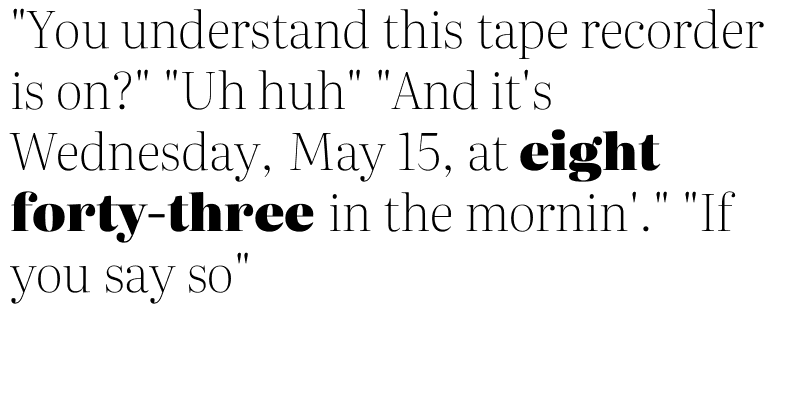 "You understand this tape recorder
is on?" "Uh huh" "And it's
Wednesday, May 15, at eight
forty-three in the mornin'." "If
you say so"